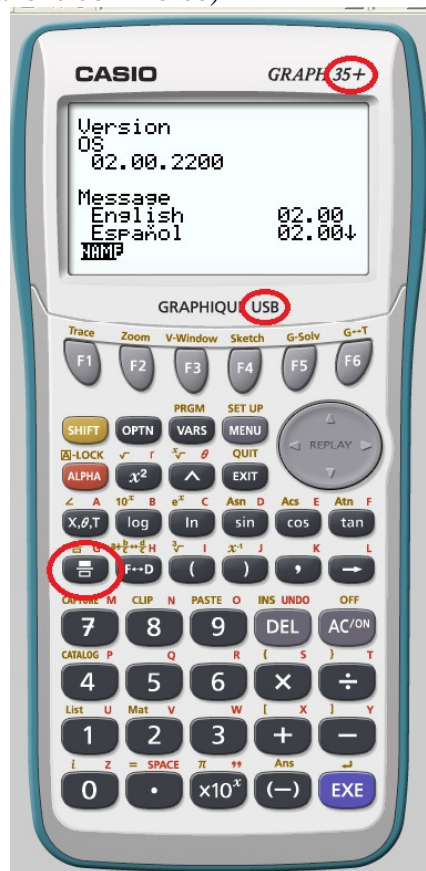 CASIO GRAPH 35+
Version
OS
02.00.2200
Message
English 02.00
Español 02.00↓
NAME
GRAPHIQUE USB
Trace Zoom V-Window Sketch G-Solv G↔T
F1 F2 F3 F4 F5 F6
PRGM SET UP
SHIFT OPTN VARS MENU
REPLAY
A-LOCK √ r ˣ√ θ QUIT
ALPHA x² ^ EXIT
∠ A 10ˣ B eˣ C Asn D Acs E Atn F
X,θ,T log ln sin cos tan
G H ³√ I x⁻¹ J K L
F↔D ( ) , →
CAPTURE M CLIP N PASTE O INS UNDO OFF
7 8 9 DEL AC/ON
CATALOG P Q R { S } T
4 5 6 × ÷
List U Mat V W [ X ] Y
1 2 3 + −
i Z = SPACE π " Ans ↵
0 • ×10ˣ (−) EXE